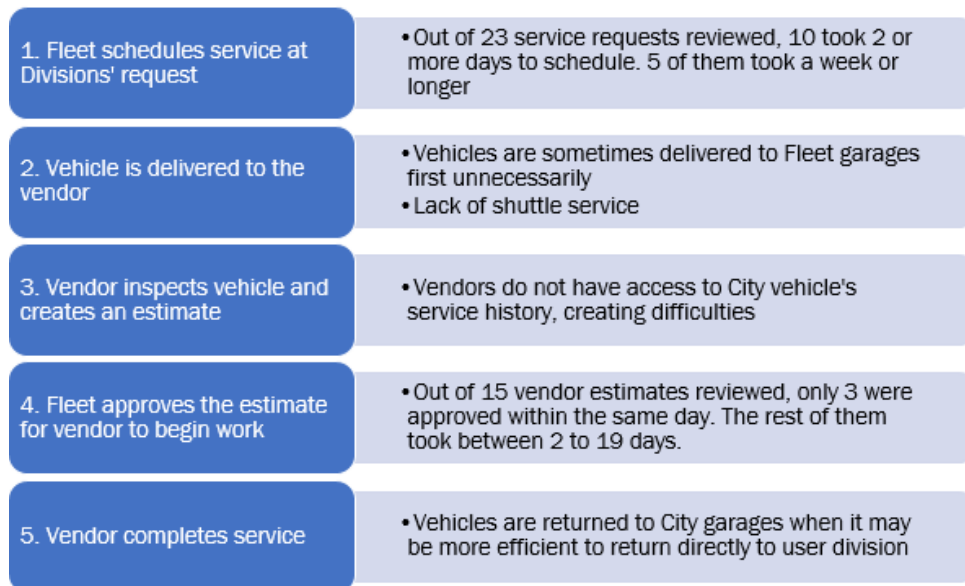 1. Fleet schedules service at
Divisions' request
•Out of 23 service requests reviewed, 10 took 2 or
more days to schedule. 5 of them took a week or
longer
2. Vehicle is delivered to the
vendor
•Vehicles are sometimes delivered to Fleet garages
first unnecessarily
•Lack of shuttle service
3. Vendor inspects vehicle and
creates an estimate
•Vendors do not have access to City vehicle's
service history, creating difficulties
4. Fleet approves the estimate
for vendor to begin work
•Out of 15 vendor estimates reviewed, only 3 were
approved within the same day. The rest of them
took between 2 to 19 days.
5. Vendor completes service
•Vehicles are returned to City garages when it may
be more efficient to return directly to user division